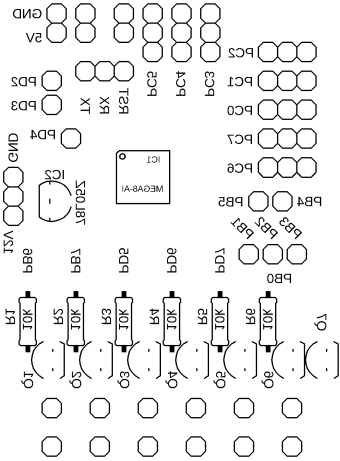 GND
5V
PC5
PC4
PC3
PC2
PC1
PC0
PC7
PC6
PD2
PD3
TX
RX
RST
PD4
GND
12V
IC2
78L05Z
IC1
MEGA8-AI
PB5
PB4
PB1
PB2
PB3
PB0
PB6
PB7
PD5
PD6
PD7
R1
10K
R2
10K
R3
10K
R4
10K
R5
10K
R6
10K
Q7
Q1
Q2
Q3
Q4
Q5
Q6